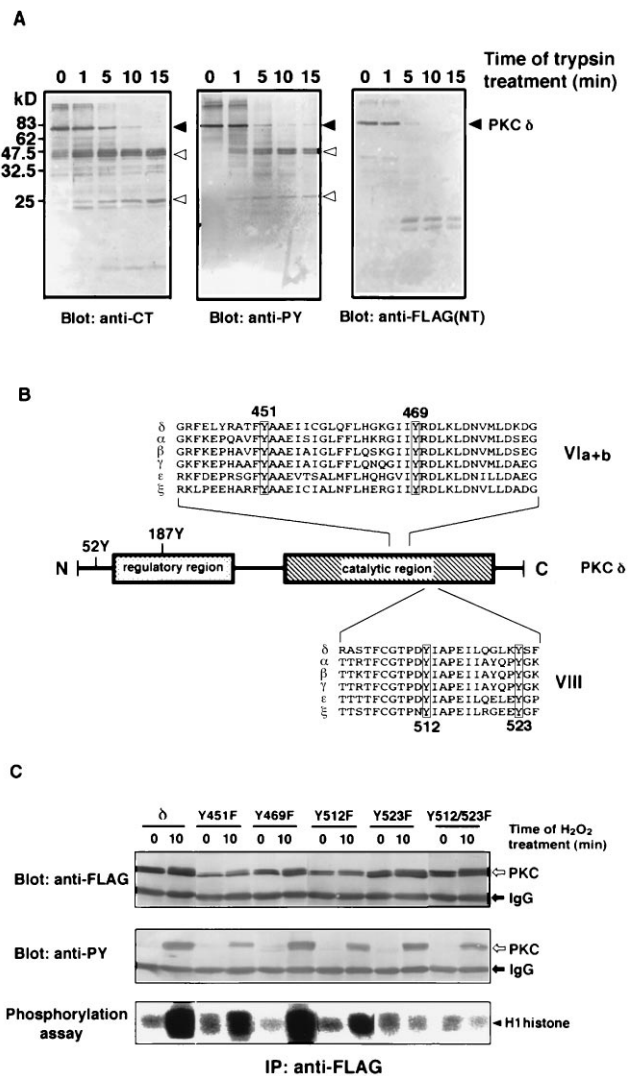 A
Time of trypsin
treatment (min)
0 1 5 10 15
0 1 5 10 15
0 1 5 10 15
kD
83
62
47.5
32.5
25
PKC δ
Blot: anti-CT
Blot: anti-PY
Blot: anti-FLAG(NT)
B
451 469
δ GRFELYRATFYAAEIICGLQFLHGKGIIYRDLKLDNVMLDKDG
α GKFKEPQAVFYAAEISIGLFFLHKRGIIYRDLKLDNVMLDSEG
β GRFKEPHAVFYAAEIAIGLFFLQSKGIIYRDLKLDNVMLDSEG
γ GKFKEPHAAFYAAEIAIGLFFLQNQGIIYRDLKLDNVMLDAEG
ε RKFDEPRSGFYAAEVTSALMFLHQHGVIYRDLKLDNILLDAEG
ξ RKLPEEHARFYAAEICIALNFLHERGIIYRDLKLDNVLLDADG
VIa+b
52Y
187Y
N
regulatory region
catalytic region
C
PKC δ
δ RASTFCGTPDYIAPEILQGLKYSF
α TTRTFCGTPDYIAPEIIAYQPYGK
β TTKTFCGTPDYIAPEIIAYQPYGK
γ TTRTFCGTPDYIAPEIIAYQPYGK
ε TTTTFCGTPDYIAPEILQELEYGP
ξ TTSTFCGTPNYIAPEILRGEEYGF
VIII
512 523
C
δ Y451F Y469F Y512F Y523F Y512/523F
0 10 0 10 0 10 0 10 0 10 0 10
Time of H₂O₂
treatment (min)
Blot: anti-FLAG
PKC
IgG
Blot: anti-PY
PKC
IgG
Phosphorylation
assay
H1histone
IP: anti-FLAG